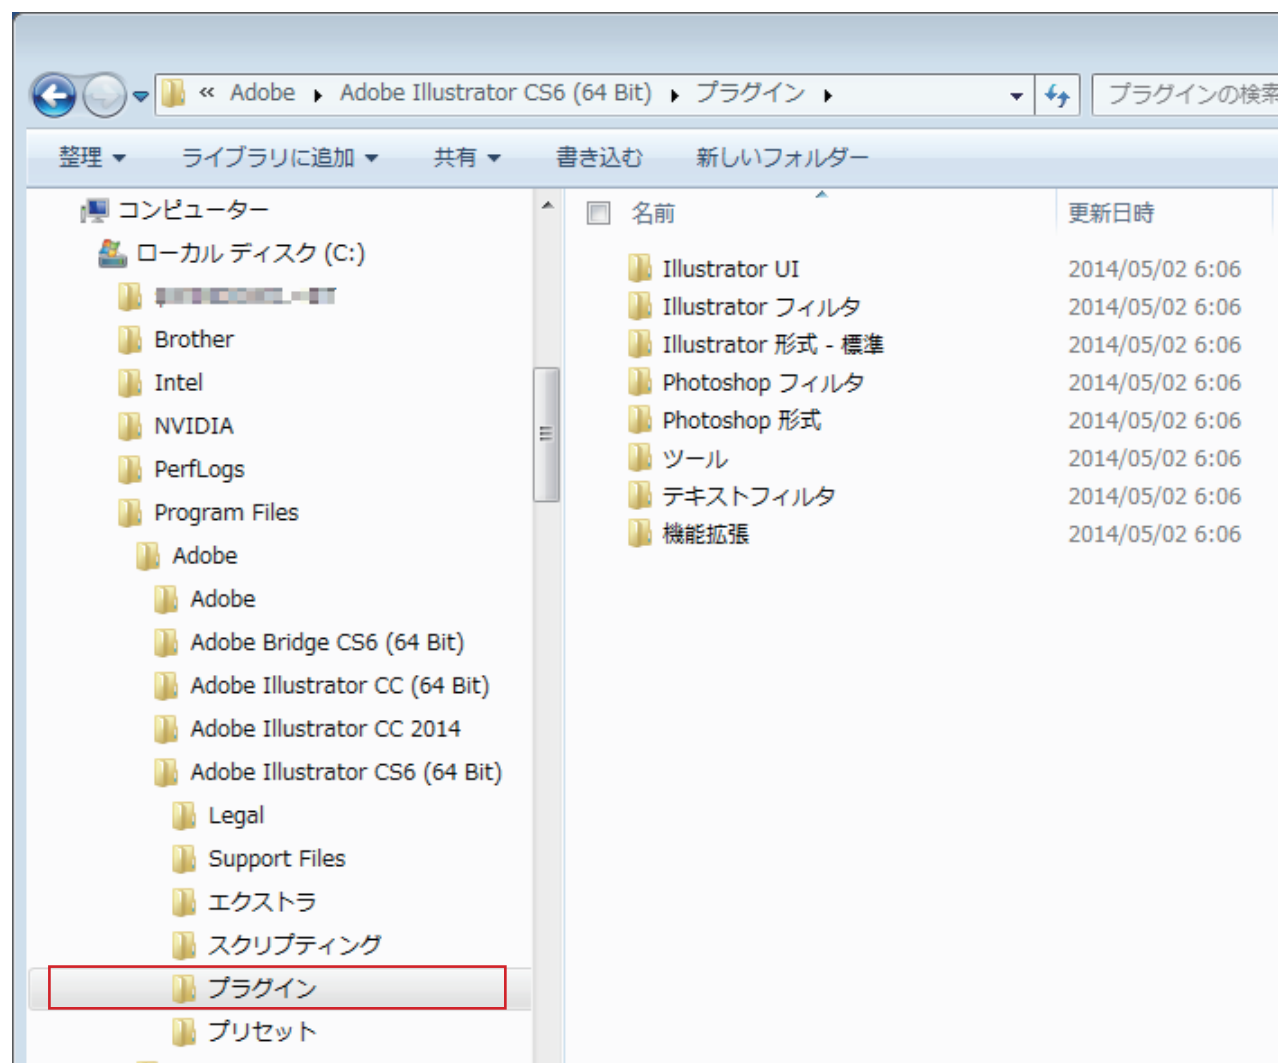 « Adobe ▸ Adobe Illustrator CS6 (64 Bit) ▸ プラグイン ▸
プラグインの検索
整理 ライブラリに追加 共有 書き込む 新しいフォルダー
コンピューター
ローカル ディスク (C:)
Brother
Intel
NVIDIA
PerfLogs
Program Files
Adobe
Adobe
Adobe Bridge CS6 (64 Bit)
Adobe Illustrator CC (64 Bit)
Adobe Illustrator CC 2014
Adobe Illustrator CS6 (64 Bit)
Legal
Support Files
エクストラ
スクリプティング
プラグイン
プリセット
名前 更新日時
Illustrator UI 2014/05/02 6:06
Illustrator フィルタ 2014/05/02 6:06
Illustrator 形式 - 標準 2014/05/02 6:06
Photoshop フィルタ 2014/05/02 6:06
Photoshop 形式 2014/05/02 6:06
ツール 2014/05/02 6:06
テキストフィルタ 2014/05/02 6:06
機能拡張 2014/05/02 6:06